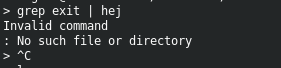 > grep exit | hej
Invalid command
: No such file or directory
> ^C